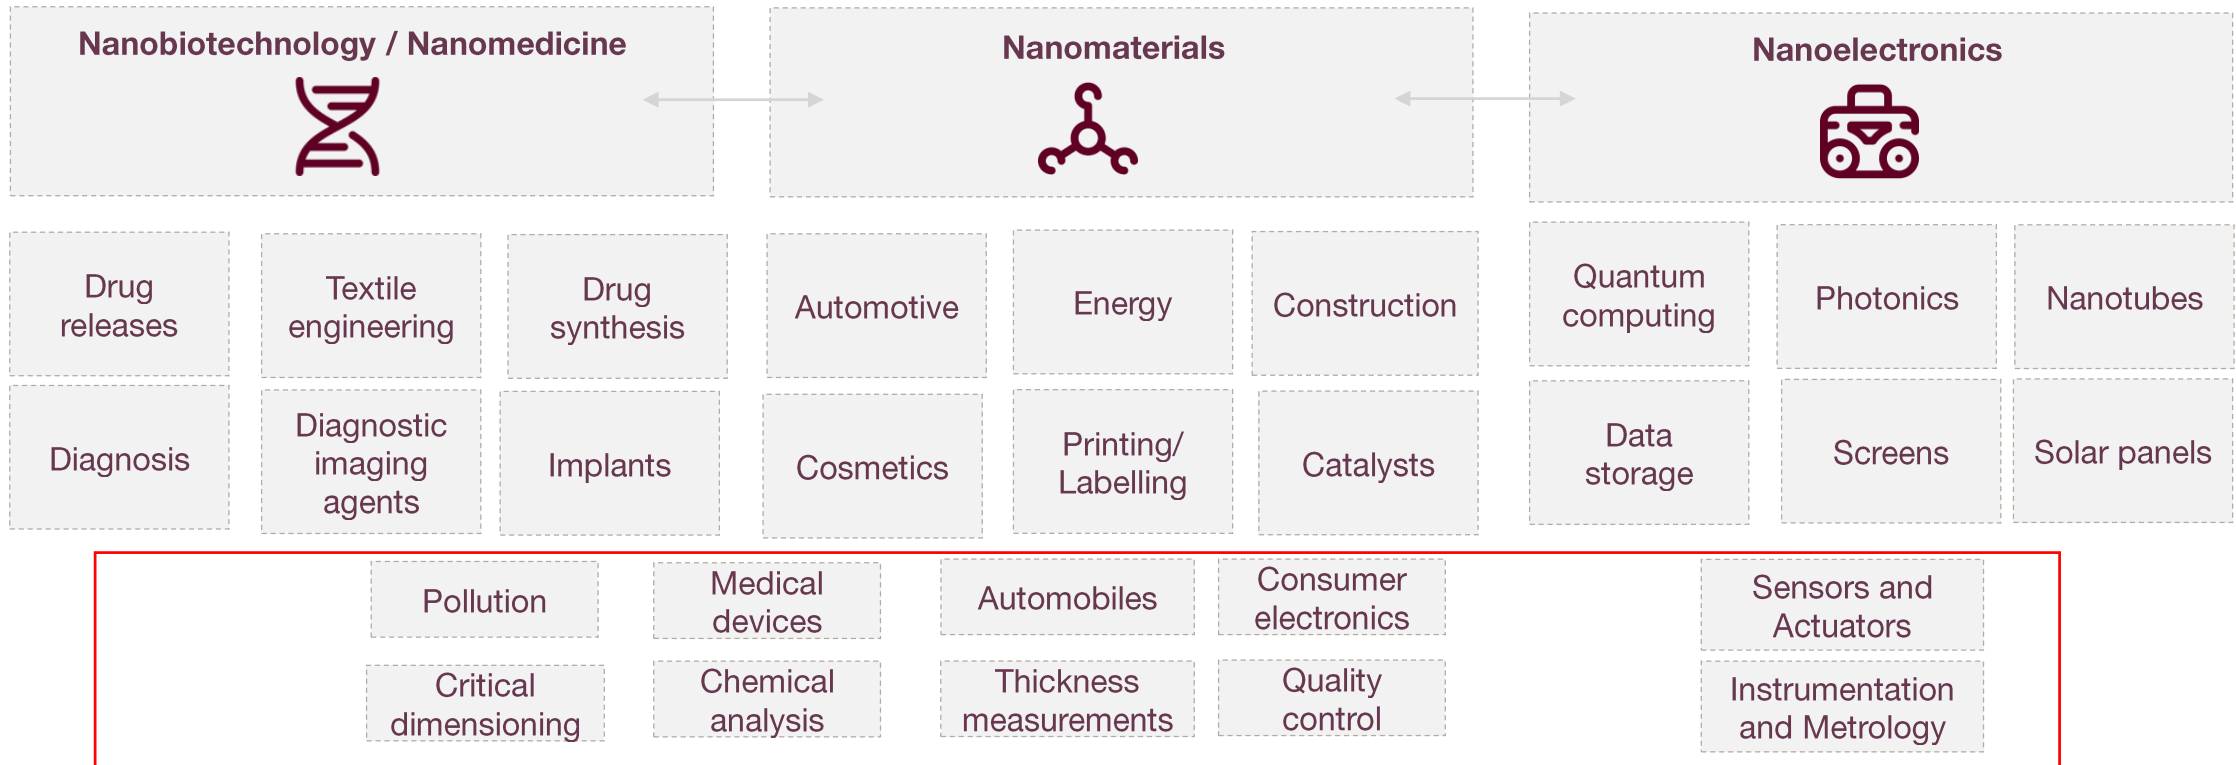 Nanobiotechnology / Nanomedicine
Nanomaterials
Nanoelectronics
Drug
releases
Textile
engineering
Drug
synthesis
Automotive
Energy
Construction
Quantum
computing
Photonics
Nanotubes
Diagnosis
Diagnostic
imaging
agents
Implants
Cosmetics
Printing/
Labelling
Catalysts
Data
storage
Screens
Solar panels
Pollution
Medical
devices
Automobiles
Consumer
electronics
Sensors and
Actuators
Critical
dimensioning
Chemical
analysis
Thickness
measurements
Quality
control
Instrumentation
and Metrology